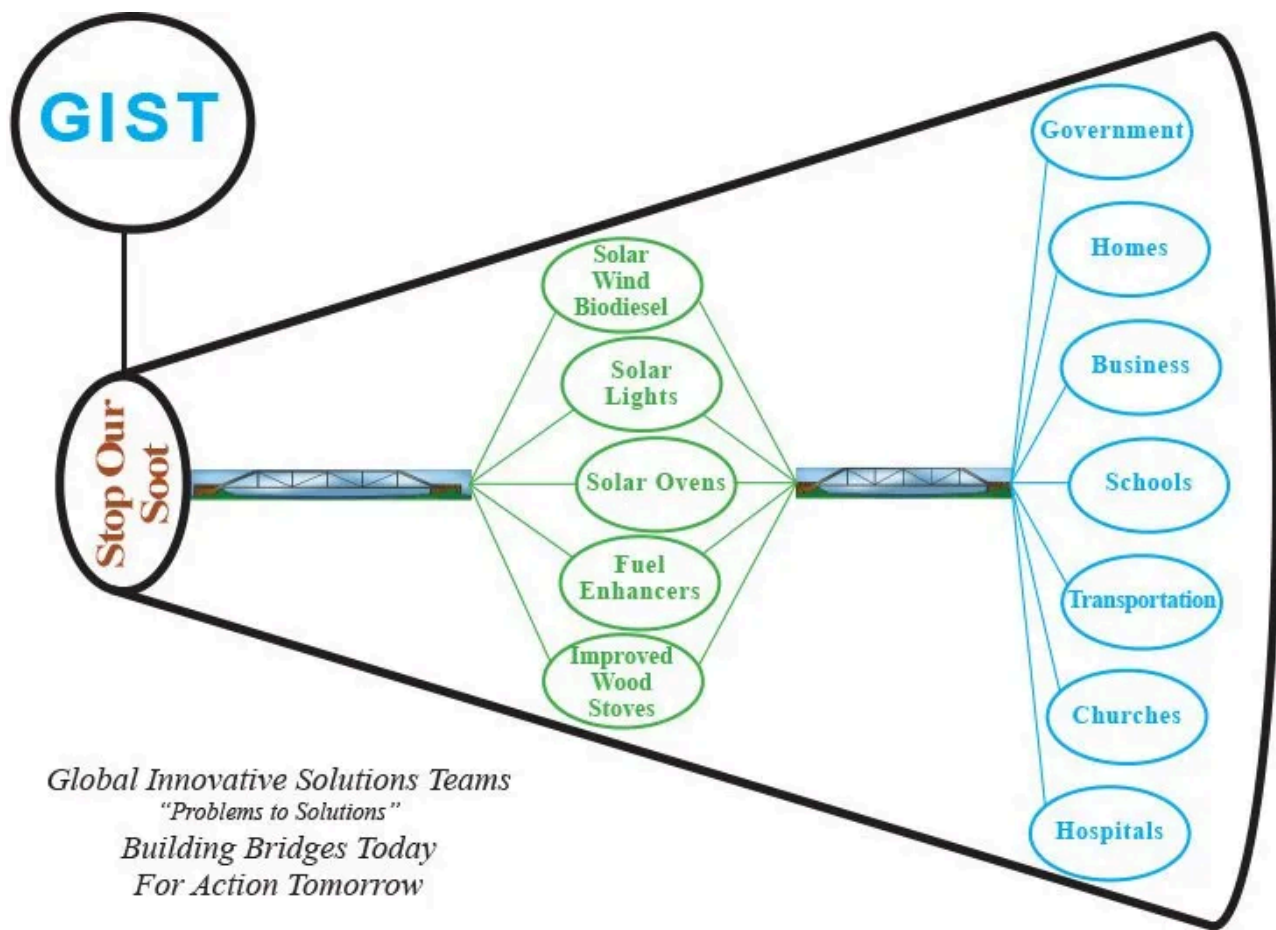 GIST
Stop Our
Soot
Solar
Wind
Biodiesel
Solar
Lights
Solar Ovens
Fuel
Enhancers
Improved
Wood
Stoves
Government
Homes
Business
Schools
Transportation
Churches
Hospitals
Global Innovative Solutions Teams
“Problems to Solutions”
Building Bridges Today
For Action Tomorrow